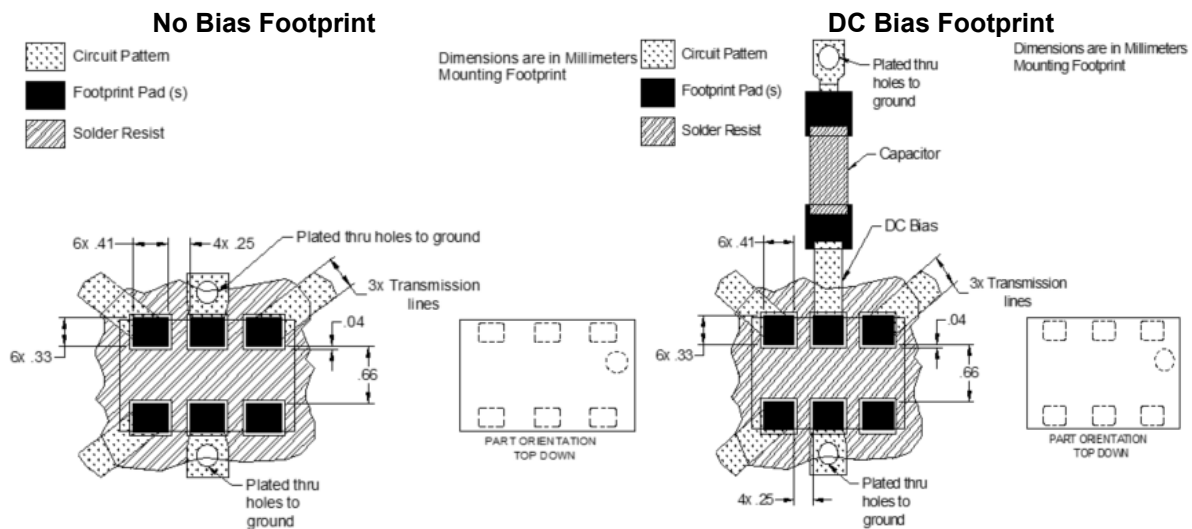 No Bias Footprint
Circuit Pattern
Footprint Pad (s)
Solder Resist
Dimensions are in Millimeters
Mounting Footprint
6x .41
4x .25
Plated thru holes to ground
3x Transmission
lines
6x .33
.04
.66
Plated thru
holes to
ground
PART ORIENTATION
TOP DOWN
DC Bias Footprint
Circuit Pattern
Footprint Pad (s)
Solder Resist
Plated thru
holes to
ground
Dimensions are in Millimeters
Mounting Footprint
Capacitor
DC Bias
6x .41
3x Transmission
lines
6x .33
.04
.66
4x .25
Plated thru
holes to
ground
PART ORIENTATION
TOP DOWN